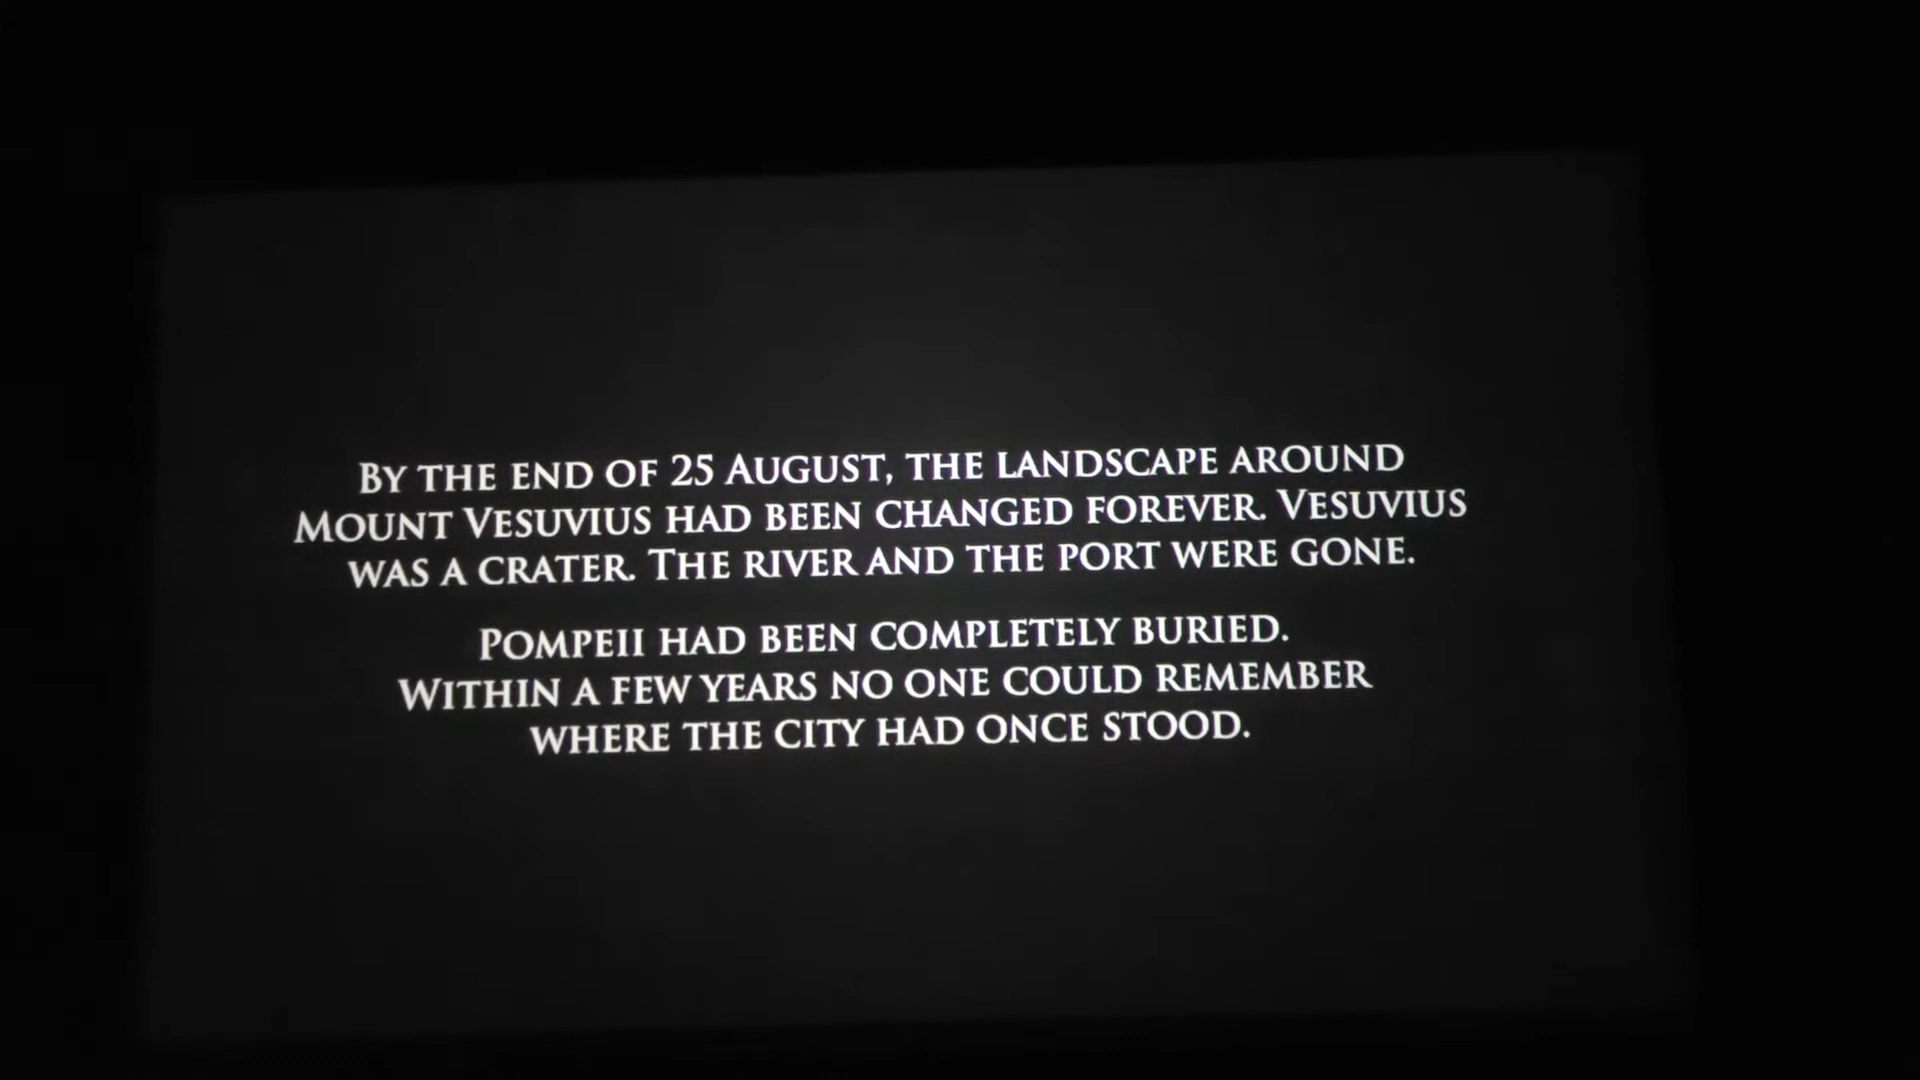 By the end of 25 August, the landscape around
Mount Vesuvius had been changed forever. Vesuvius
was a crater. The river and the port were gone.
Pompeii had been completely buried.
Within a few years no one could remember
where the city had once stood.